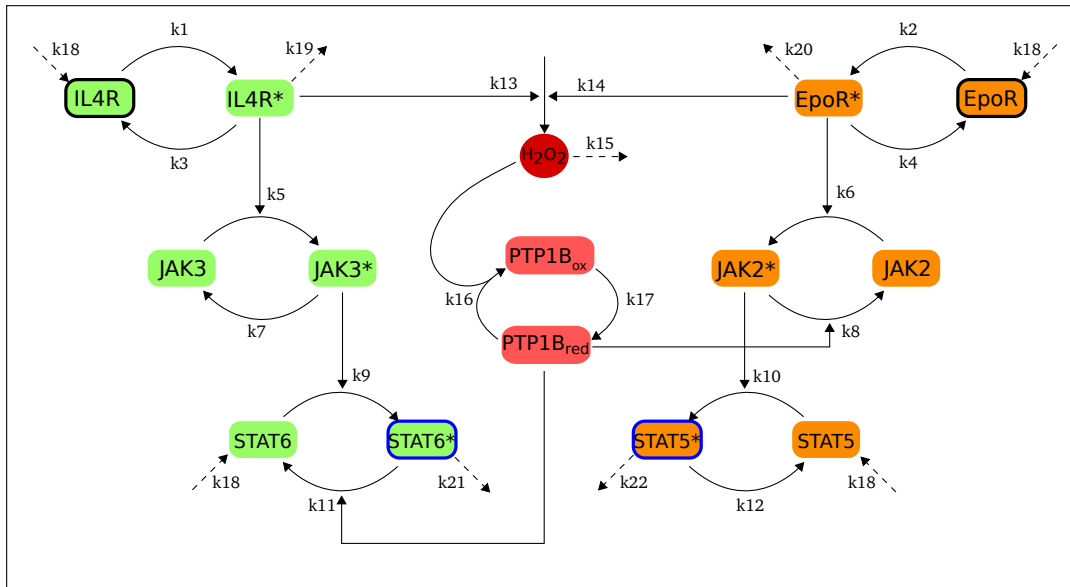 k1
k2
k18
k19
k20
k18
IL4R
IL4R*
k13
k14
EpoR*
EpoR
k3
H₂O₂
k15
k4
k5
k6
JAK3
JAK3*
PTP1B_ox
JAK2*
JAK2
k16
k17
k7
PTP1B_red
k8
k9
k10
STAT6
STAT6*
STAT5*
STAT5
k18
k21
k22
k18
k11
k12